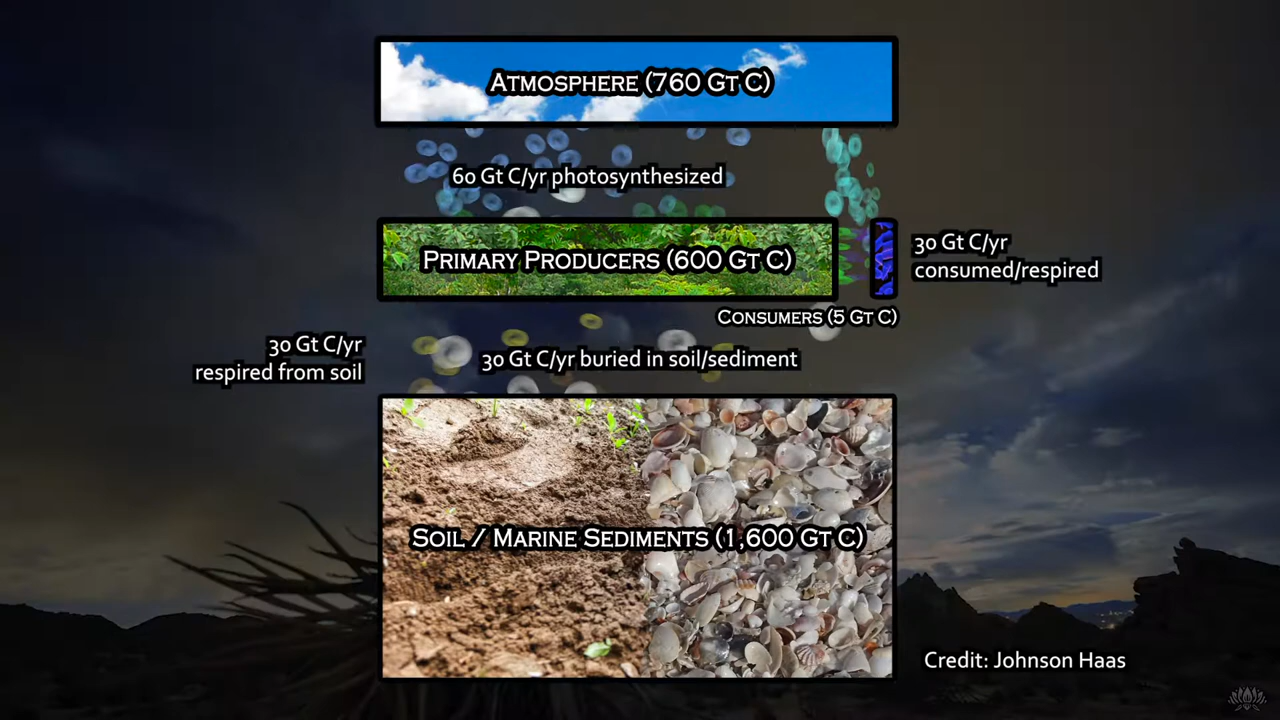 ATMOSPHERE (760 GT C)
60 Gt C/yr photosynthesized
PRIMARY PRODUCERS (600 GT C)
30 Gt C/yr
consumed/respired
CONSUMERS (5 GT C)
30 Gt C/yr
respired from soil
30 Gt C/yr buried in soil/sediment
SOIL / MARINE SEDIMENTS (1,600 GT C)
Credit: Johnson Haas